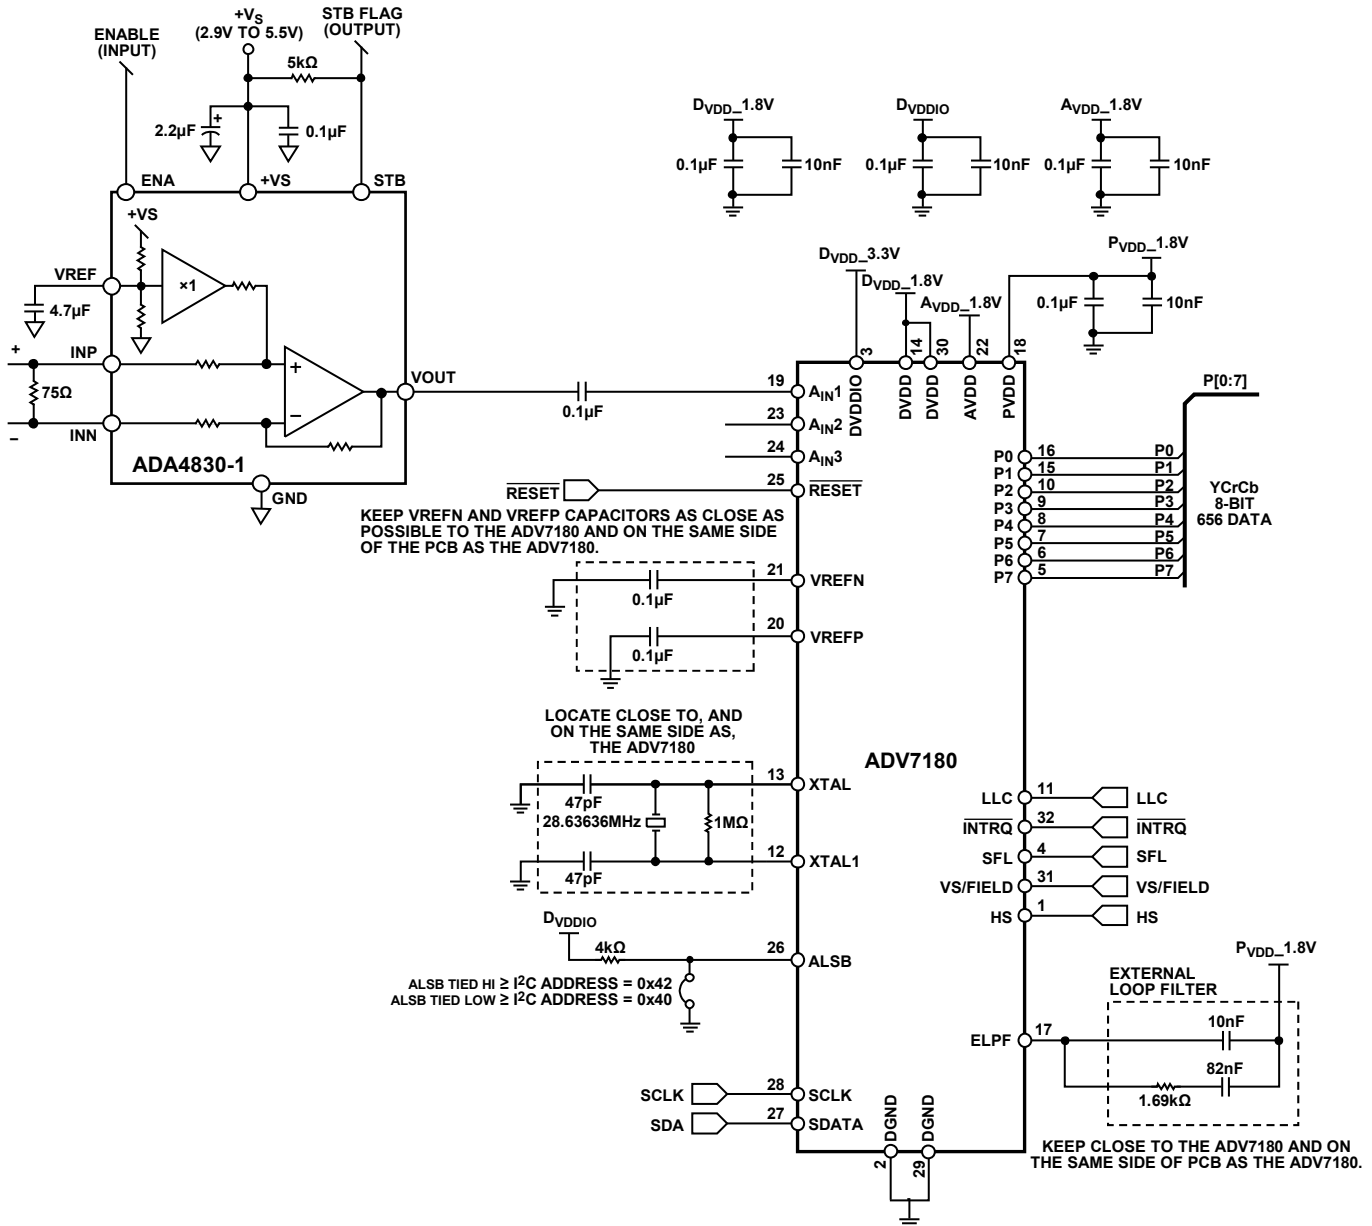 ENABLE
(INPUT)
+VS
(2.9V TO 5.5V)
STB FLAG
(OUTPUT)
5kΩ
2.2µF
+
0.1µF
ENA
+VS
STB
+VS
VREF
×1
4.7µF
+
INP
75Ω
–
INN
+
–
VOUT
ADA4830-1
GND
0.1µF
DVDD_1.8V
0.1µF
10nF
DVDDIO
0.1µF
10nF
AVDD_1.8V
0.1µF
10nF
DVDD_3.3V
DVDD_1.8V
AVDD_1.8V
PVDD_1.8V
0.1µF
10nF
3
14
30
22
18
DVDDIO
DVDD
DVDD
AVDD
PVDD
19
AIN1
23
AIN2
24
AIN3
25
RESET
RESET
KEEP VREFN AND VREFP CAPACITORS AS CLOSE AS
POSSIBLE TO THE ADV7180 AND ON THE SAME SIDE
OF THE PCB AS THE ADV7180.
21
VREFN
0.1µF
20
VREFP
0.1µF
LOCATE CLOSE TO, AND
ON THE SAME SIDE AS,
THE ADV7180
13
XTAL
47pF
28.63636MHz
1MΩ
12
XTAL1
47pF
DVDDIO
4kΩ
26
ALSB
ALSB TIED HI ≥ I2C ADDRESS = 0x42
ALSB TIED LOW ≥ I2C ADDRESS = 0x40
SCLK
28
SCLK
SDA
27
SDATA
ADV7180
P[0:7]
P0
16
P0
P1
15
P1
P2
10
P2
P3
9
P3
P4
8
P4
P5
7
P5
P6
6
P6
P7
5
P7
YCrCb
8-BIT
656 DATA
LLC
11
LLC
INTRQ
32
INTRQ
SFL
4
SFL
VS/FIELD
31
VS/FIELD
HS
1
HS
PVDD_1.8V
EXTERNAL
LOOP FILTER
10nF
ELPF
17
82nF
1.69kΩ
KEEP CLOSE TO THE ADV7180 AND ON
THE SAME SIDE OF PCB AS THE ADV7180.
DGND
DGND
2
29